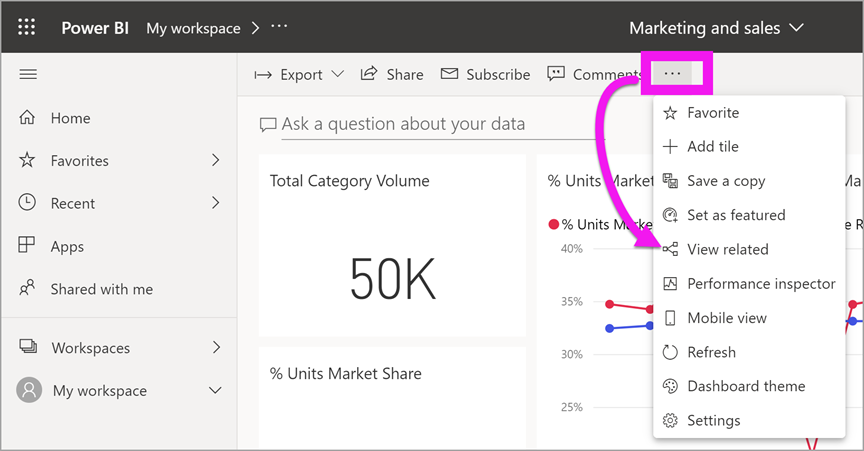 Power BI My workspace > ···
Marketing and sales
Export
Share
Subscribe
Comments
···
Home
Favorites
Recent
Apps
Shared with me
Workspaces
My workspace
Ask a question about your data
Total Category Volume
50K
% Units Market Share
% Units Market
% Units Market
40%
35%
30%
25%
Favorite
Add tile
Save a copy
Set as featured
View related
Performance inspector
Mobile view
Refresh
Dashboard theme
Settings